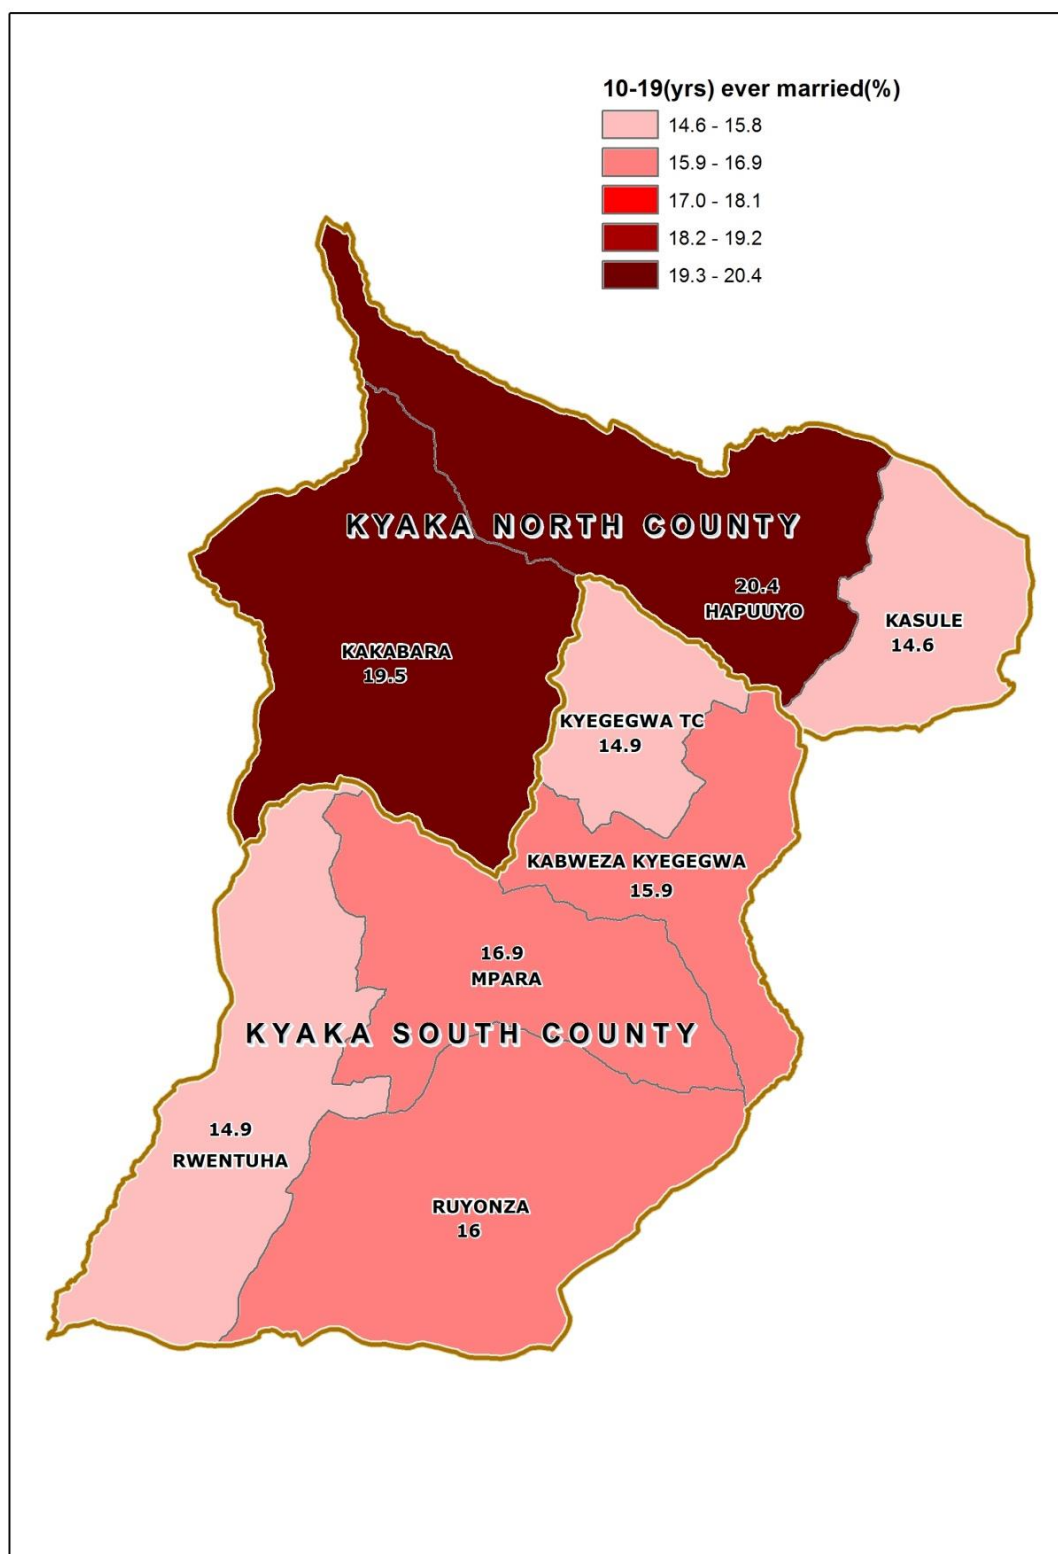 10-19(yrs) ever married(%)
14.6 - 15.8
15.9 - 16.9
17.0 - 18.1
18.2 - 19.2
19.3 - 20.4
KYAKA NORTH COUNTY
20.4
HAPUUYO
KASULE
14.6
KAKABARA
19.5
KYEGEGWA TC
14.9
KABWEZA KYEGEGWA
15.9
16.9
MPARA
KYAKA SOUTH COUNTY
14.9
RWENTUHA
RUYONZA
16